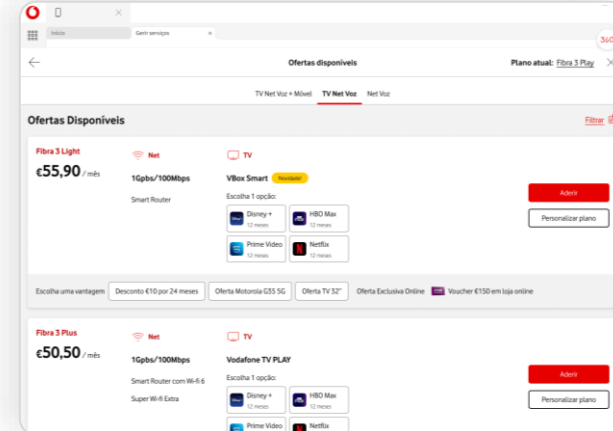 Início
Gerir serviços
360
Ofertas disponíveis
Plano atual: Fibra 3 Play
TV Net Voz + Móvel TV Net Voz Net Voz
Ofertas Disponíveis
Filtrar
Fibra 3 Light
€55,90 / mês
Net
1Gpbs/100Mbps
Smart Router
TV
VBox Smart Novidade!
Escolha 1 opção:
Disney +
12 meses
HBO Max
12 meses
Prime Video
12 meses
Netflix
12 meses
Aderir
Personalizar plano
Escolha uma vantagem
Desconto €10 por 24 meses
Oferta Motorola G35 5G
Oferta TV 32"
Oferta Exclusiva Online
Voucher €150 em loja online
Fibra 3 Plus
€50,50 / mês
Net
1Gpbs/100Mbps
Smart Router com Wi-fi 6
Super Wi-fi Extra
TV
Vodafone TV PLAY
Escolha 1 opção:
Disney +
12 meses
HBO Max
12 meses
Prime Video
Netflix
Aderir
Personalizar plano